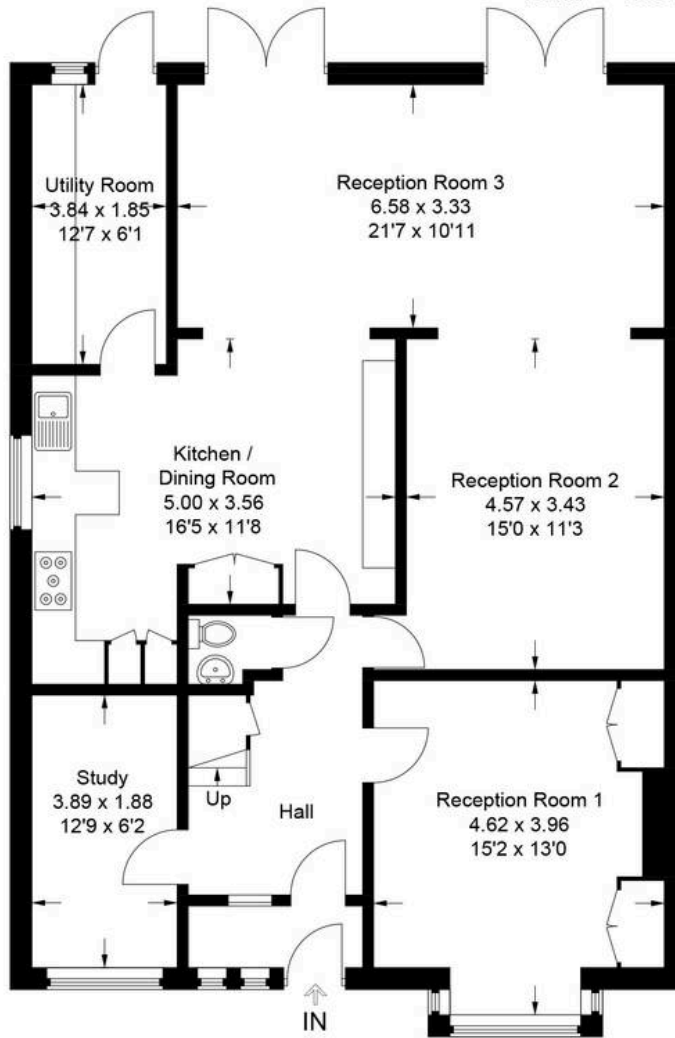 Utility Room
3.84 x 1.85
12'7 x 6'1
Reception Room 3
6.58 x 3.33
21'7 x 10'11
Kitchen /
Dining Room
5.00 x 3.56
16'5 x 11'8
Reception Room 2
4.57 x 3.43
15'0 x 11'3
Study
3.89 x 1.88
12'9 x 6'2
Up
Hall
Reception Room 1
4.62 x 3.96
15'2 x 13'0
IN